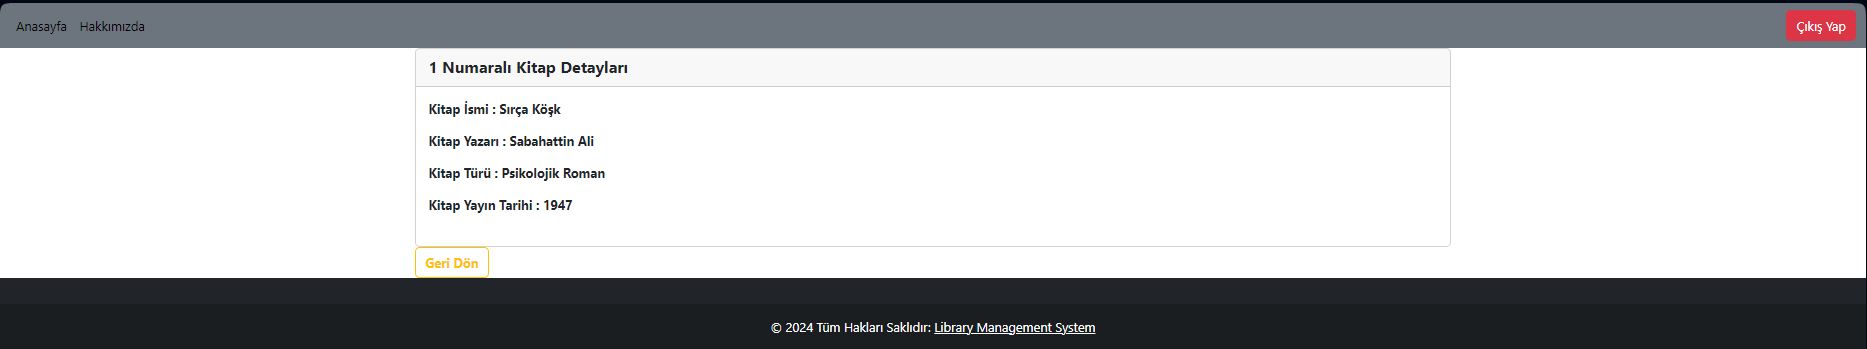 Anasayfa Hakkımızda Çıkış Yap
1 Numaralı Kitap Detayları
Kitap İsmi : Sırça Köşk
Kitap Yazarı : Sabahattin Ali
Kitap Türü : Psikolojik Roman
Kitap Yayın Tarihi : 1947
Geri Dön
© 2024 Tüm Hakları Saklıdır: Library Management System